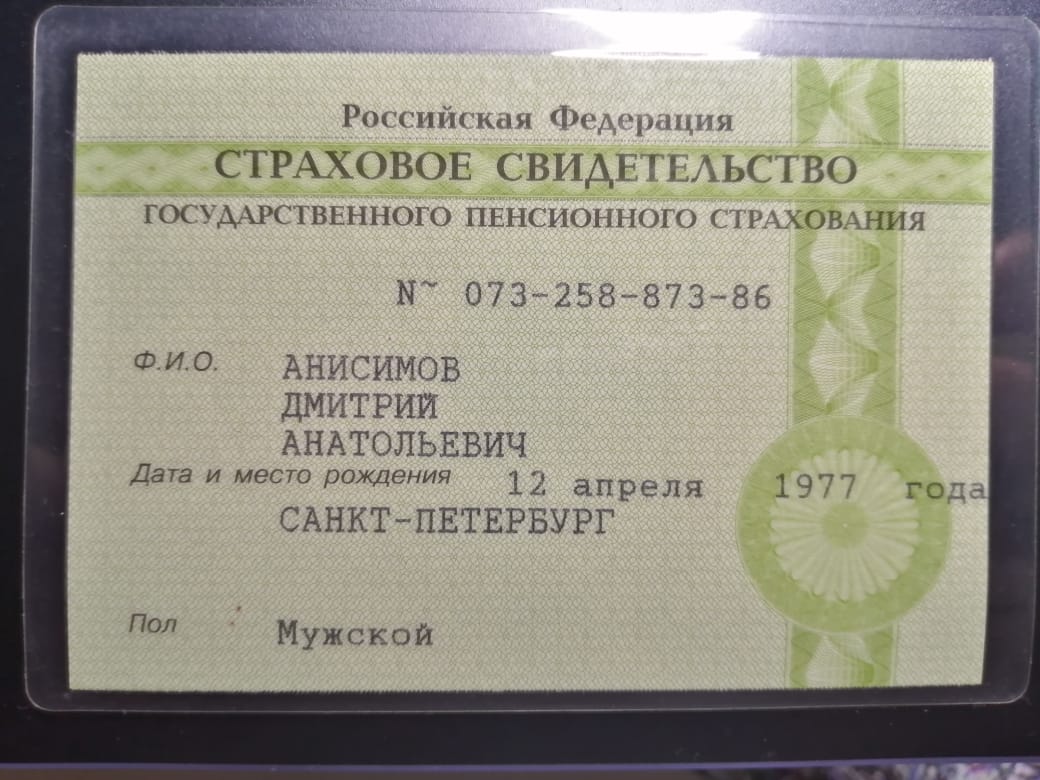 Российская Федерация
СТРАХОВОЕ СВИДЕТЕЛЬСТВО
ГОСУДАРСТВЕННОГО ПЕНСИОННОГО СТРАХОВАНИЯ
N~ 073-258-873-86
Ф.И.О. АНИСИМОВ
ДМИТРИЙ
АНАТОЛЬЕВИЧ
Дата и место рождения 12 апреля 1977 года
САНКТ-ПЕТЕРБУРГ
Пол Мужской